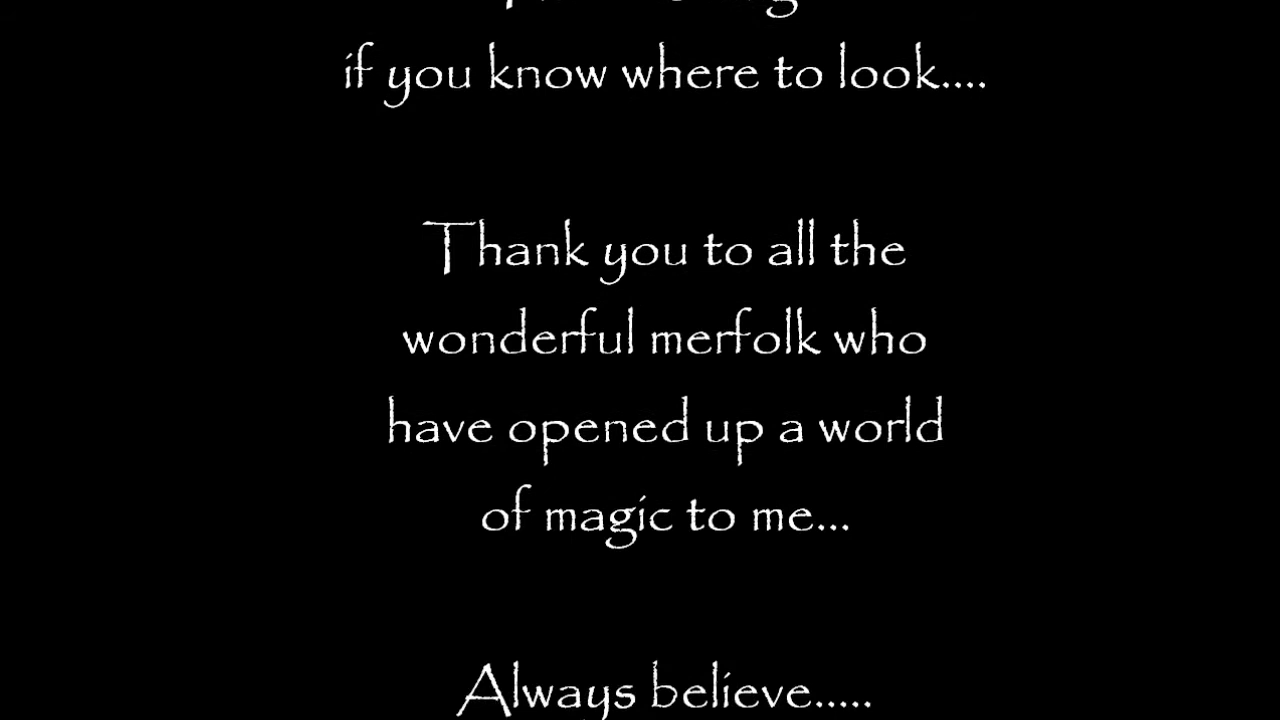 if you know where to look....
Thank you to all the
wonderful merfolk who
have opened up a world
of magic to me...
Always believe.....